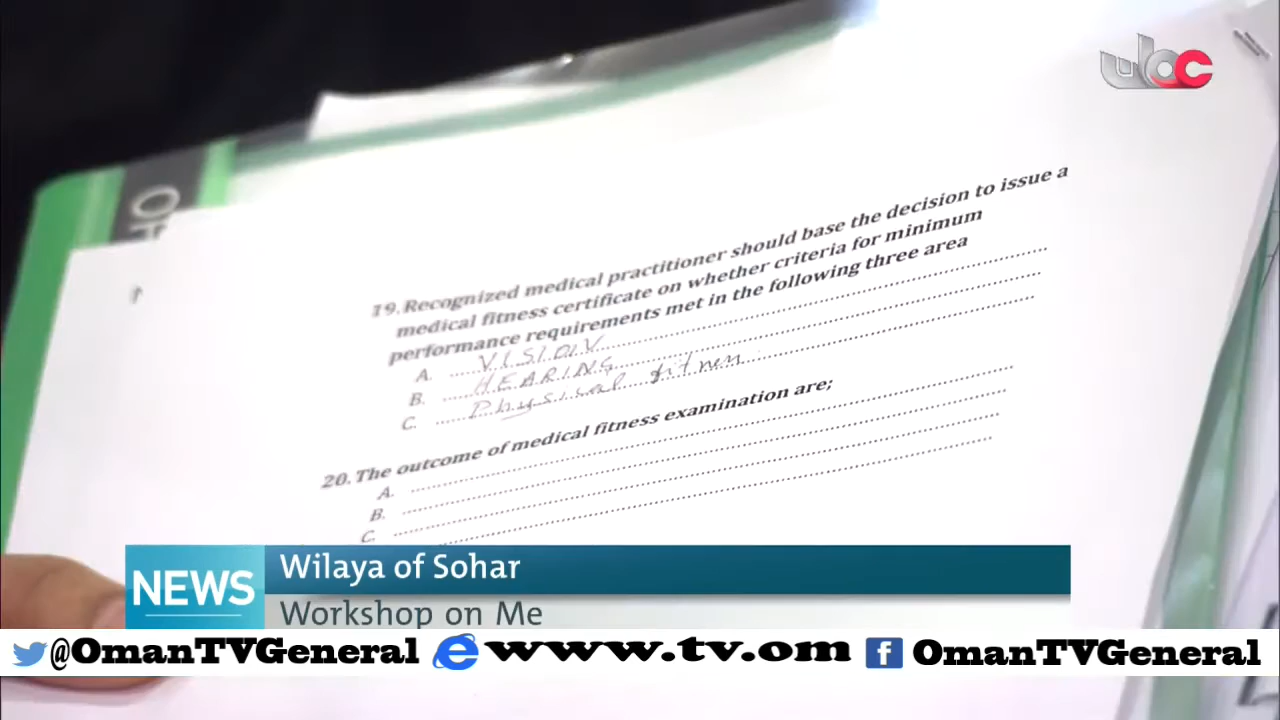 عمان
OF
19. Recognized medical practitioner should base the decision to issue a
medical fitness certificate on whether criteria for minimum
performance requirements met in the following three area
A. VISION
B. HEARING
C. Physical fitness
20. The outcome of medical fitness examination are;
A.
B.
C.
NEWS
Wilaya of Sohar
Workshop on Me
@OmanTVGeneral
www.tv.om
OmanTVGeneral